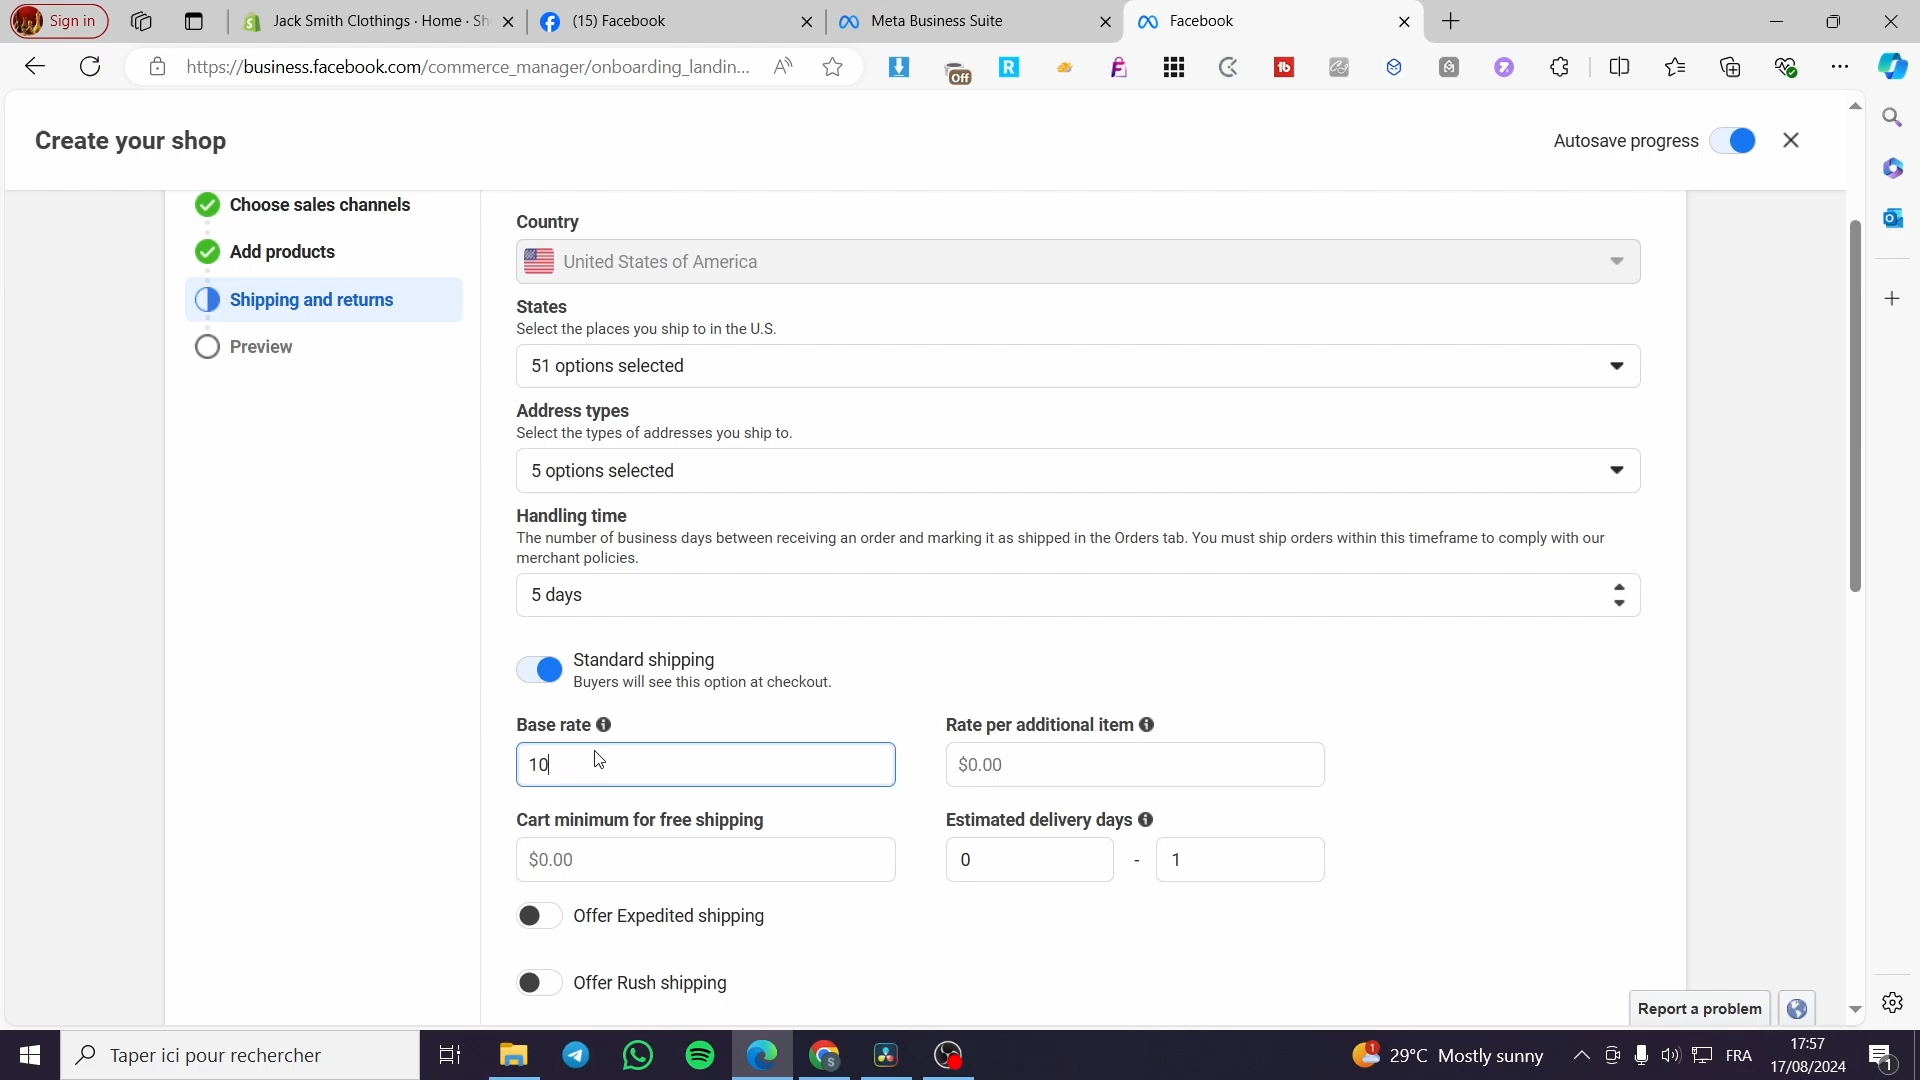 Sign in
Jack Smith Clothings · Home · Sh
(15) Facebook
Meta Business Suite
Facebook
https://business.facebook.com/commerce_manager/onboarding_landin...
Off
Create your shop
Autosave progress
Choose sales channels
Add products
Shipping and returns
Preview
Country
United States of America
States
Select the places you ship to in the U.S.
51 options selected
Address types
Select the types of addresses you ship to.
5 options selected
Handling time
The number of business days between receiving an order and marking it as shipped in the Orders tab. You must ship orders within this timeframe to comply with our
merchant policies.
5 days
Standard shipping
Buyers will see this option at checkout.
Base rate
Rate per additional item
10
$0.00
Cart minimum for free shipping
Estimated delivery days
$0.00
0 - 1
Offer Expedited shipping
Offer Rush shipping
Report a problem
Taper ici pour rechercher
29°C Mostly sunny
FRA
17:57
17/08/2024